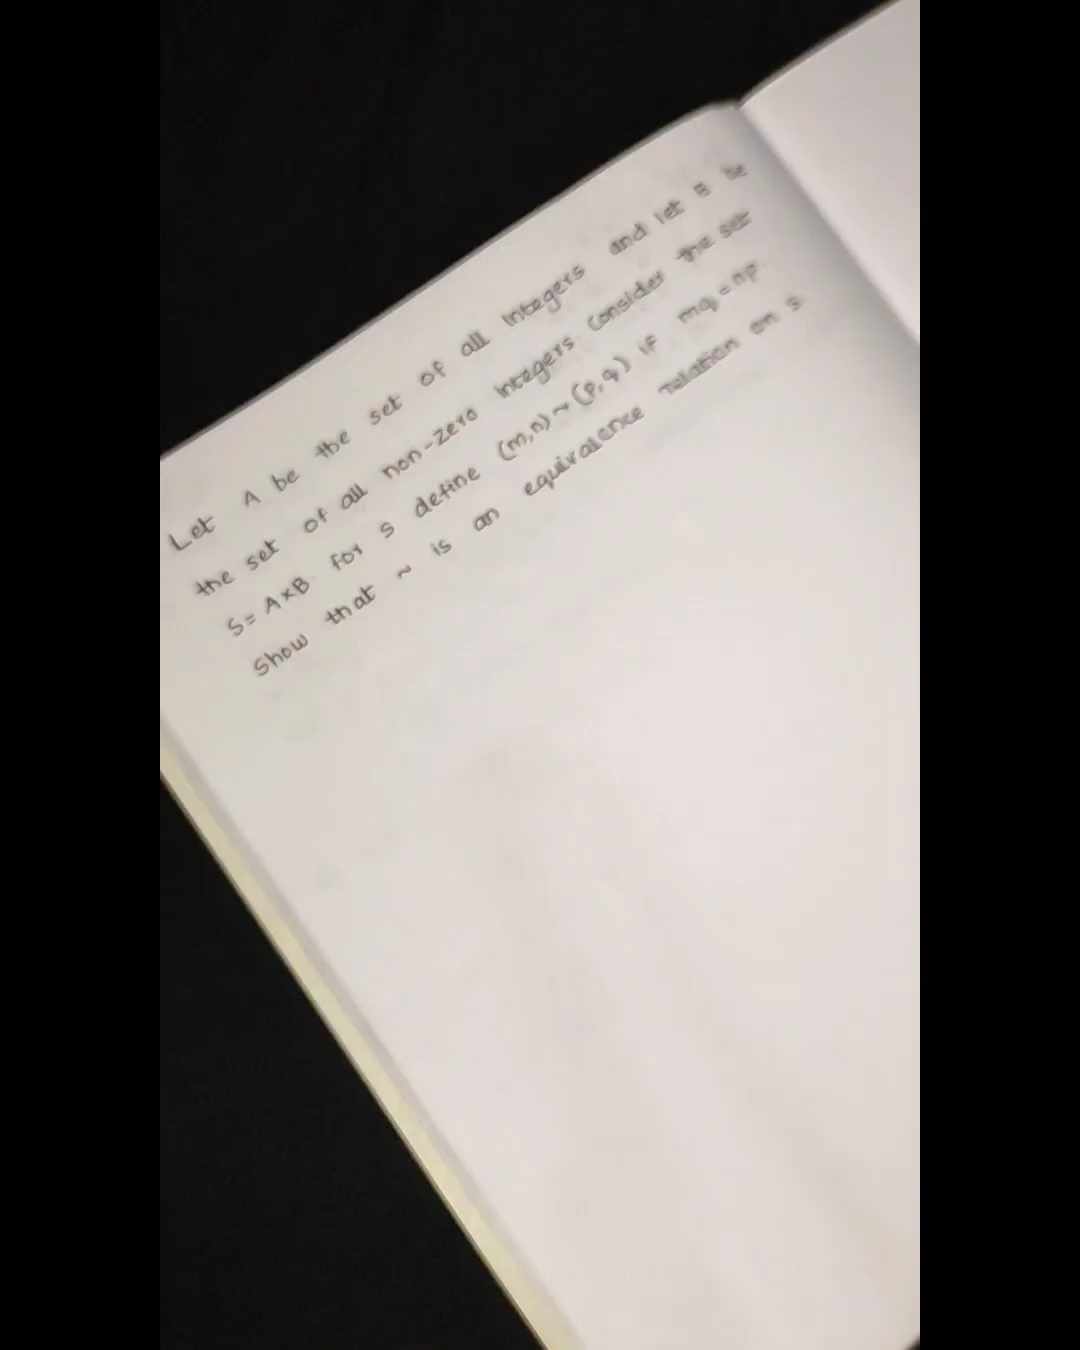 Let A be the set of all integers and let B be
the set of all non-zero integers consider the set
S = A×B. for S define (m,n) ~ (p,q) if mq = np.
Show that ~ is an equivalence relation on S.